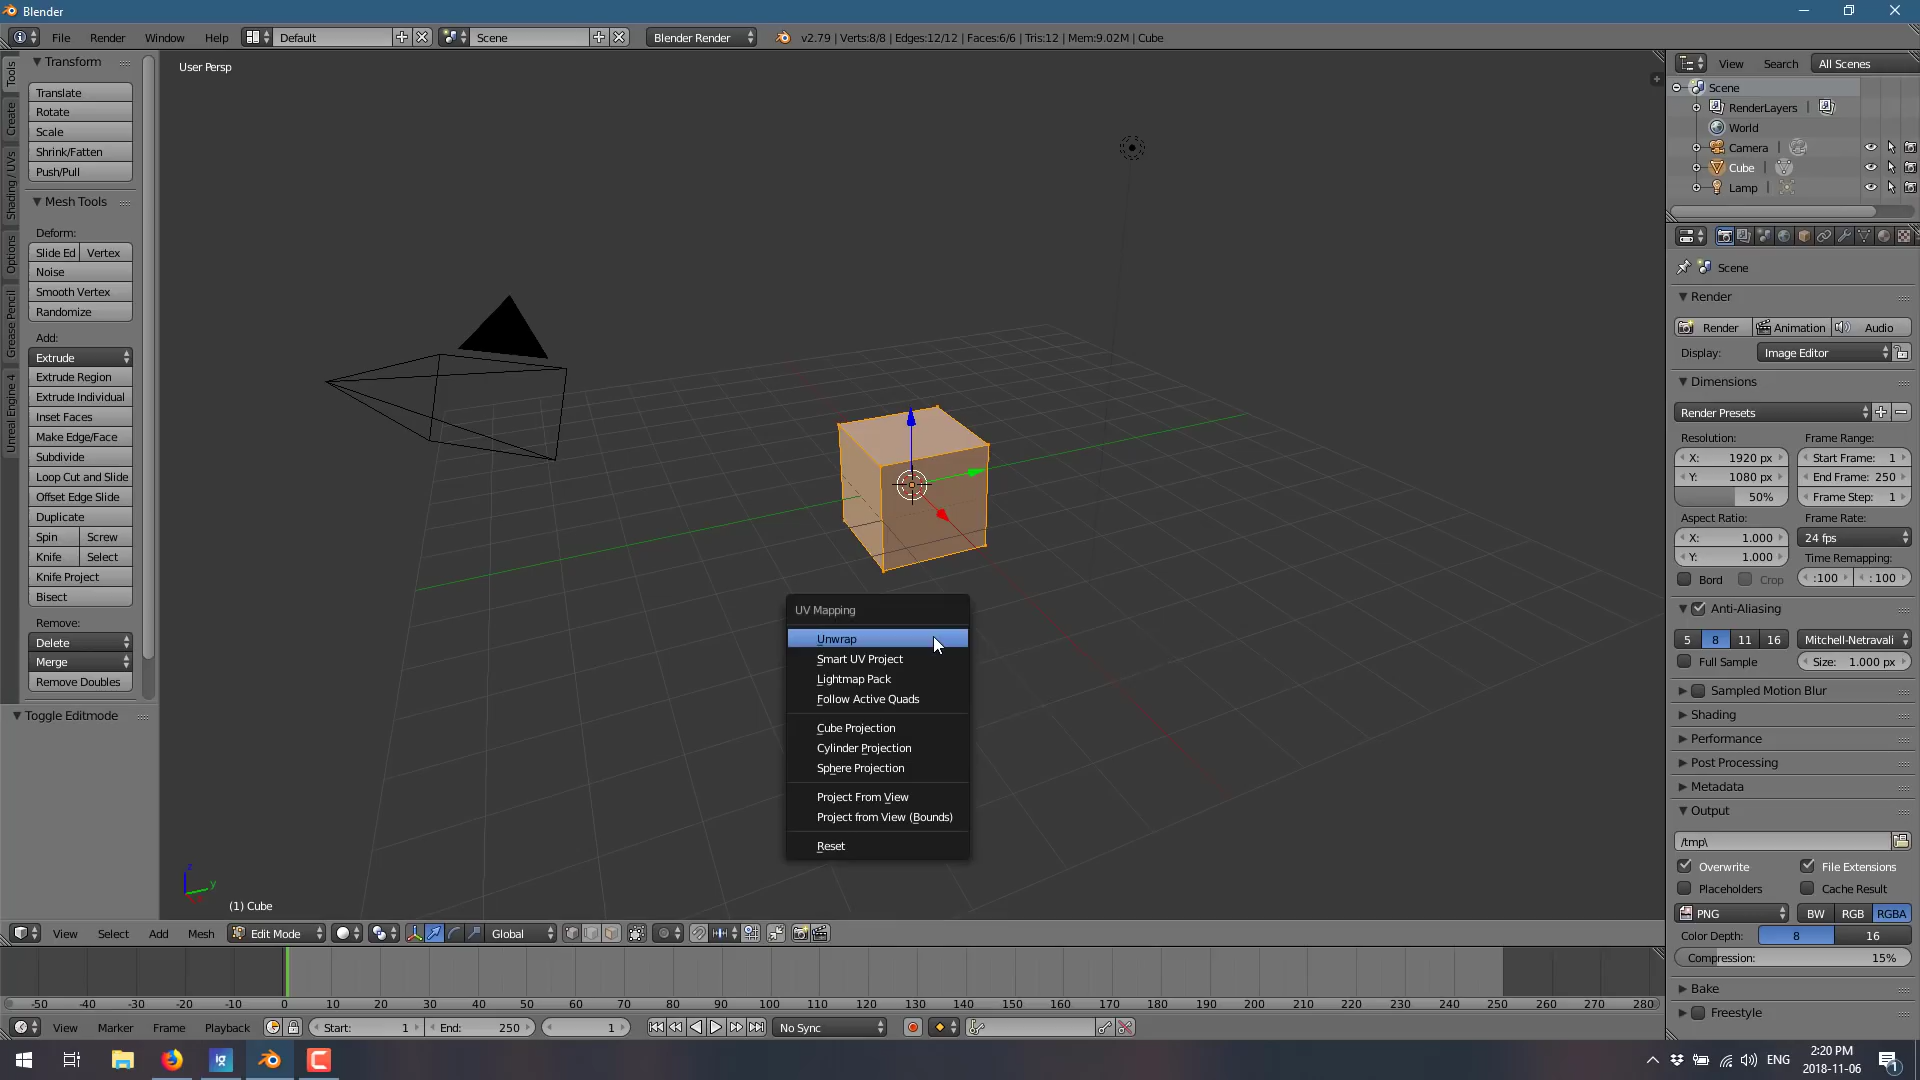 Blender
File Render Window Help Default Scene Blender Render v2.79 | Verts:8/8 | Edges:12/12 | Faces:6/6 | Tris:12 | Mem:9.02M | Cube
Tools
Create
Shading / UVs
Options
Grease Pencil
Unreal Engine 4
Transform
Translate
Rotate
Scale
Shrink/Fatten
Push/Pull
Mesh Tools
Deform:
Slide Ed Vertex
Noise
Smooth Vertex
Randomize
Add:
Extrude
Extrude Region
Extrude Individual
Inset Faces
Make Edge/Face
Subdivide
Loop Cut and Slide
Offset Edge Slide
Duplicate
Spin Screw
Knife Select
Knife Project
Bisect
Remove:
Delete
Merge
Remove Doubles
Toggle Editmode
User Persp
UV Mapping
Unwrap
Smart UV Project
Lightmap Pack
Follow Active Quads
Cube Projection
Cylinder Projection
Sphere Projection
Project From View
Project from View (Bounds)
Reset
z
y
x
(1) Cube
View Select Add Mesh Edit Mode Global
-50 -40 -30 -20 -10 0 10 20 30 40 50 60 70 80 90 100 110 120 130 140 150 160 170 180 190 200 210 220 230 240 250 260 270 280
View Marker Frame Playback Start: 1 End: 250 1 No Sync
View Search All Scenes
Scene
RenderLayers |
World
Camera |
Cube |
Lamp |
Scene
Render
Render Animation Audio
Display: Image Editor
Dimensions
Render Presets
Resolution: Frame Range:
X: 1920 px Start Frame: 1
Y: 1080 px End Frame: 250
50% Frame Step: 1
Aspect Ratio: Frame Rate:
X: 1.000 24 fps
Y: 1.000 Time Remapping:
Bord Crop :100 : 100
Anti-Aliasing
5 8 11 16 Mitchell-Netravali
Full Sample Size: 1.000 px
Sampled Motion Blur
Shading
Performance
Post Processing
Metadata
Output
/tmp\
Overwrite File Extensions
Placeholders Cache Result
PNG BW RGB RGBA
Color Depth: 8 16
Compression: 15%
Bake
Freestyle
ig
ENG
2:20 PM
2018-11-06
1